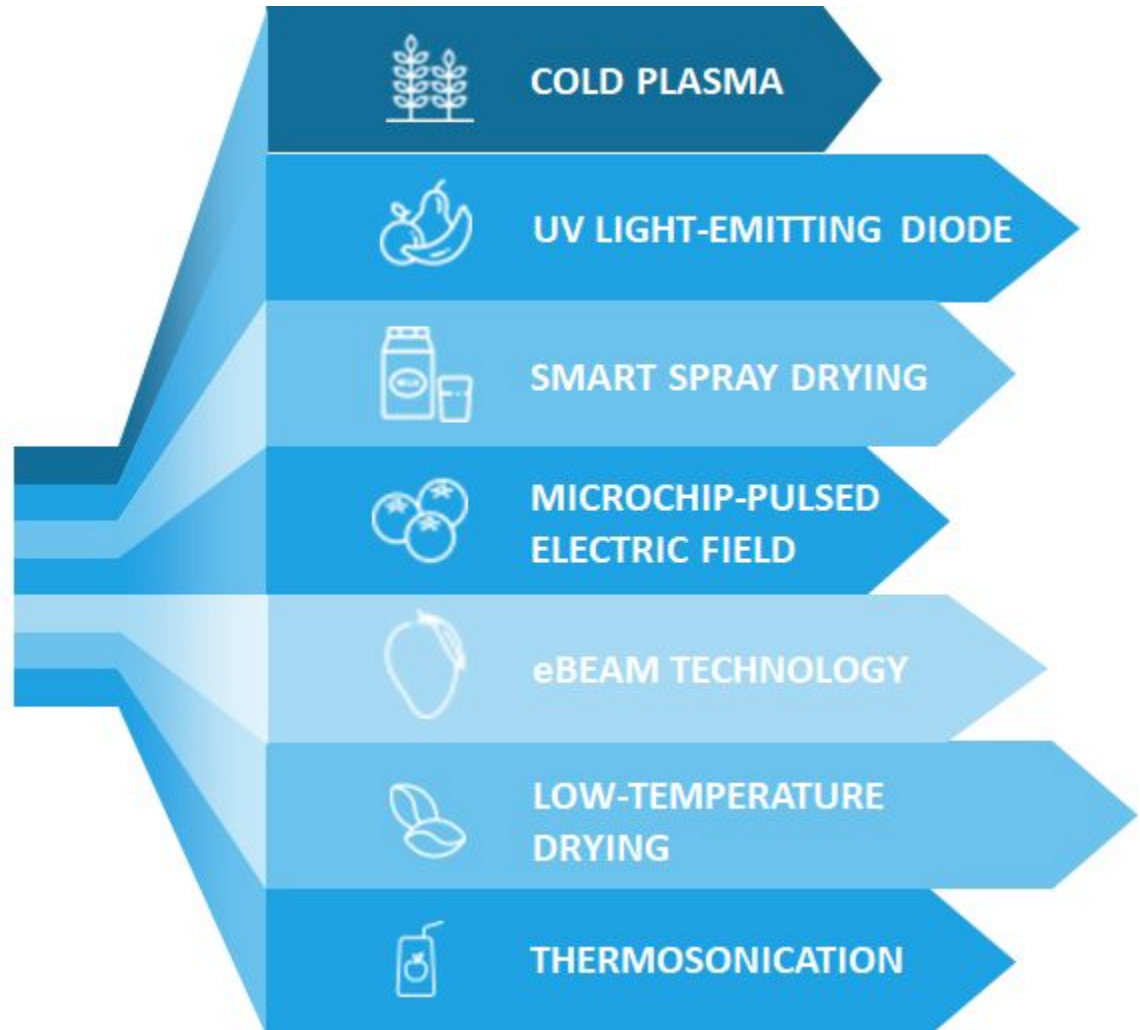 COLD PLASMA
UV LIGHT-EMITTING DIODE
SMART SPRAY DRYING
MILK
MICROCHIP-PULSED
ELECTRIC FIELD
eBEAM TECHNOLOGY
LOW-TEMPERATURE
DRYING
THERMOSONICATION